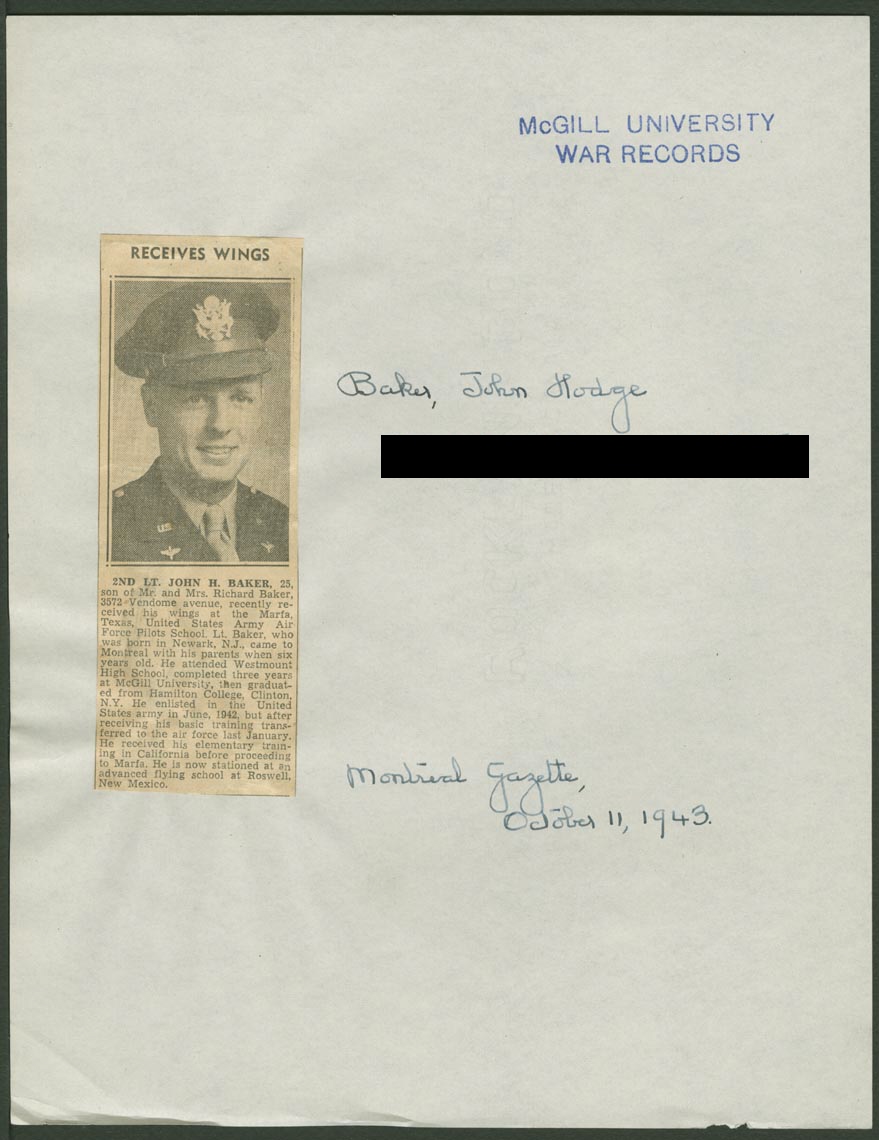 McGILL UNIVERSITY
WAR RECORDS
RECEIVES WINGS
Baker, John Hodge
2ND LT. JOHN H. BAKER, 25,
son of Mr. and Mrs. Richard Baker,
3572 Vendome avenue, recently re-
ceived his wings at the Marfa,
Texas, United States Army Air
Force Pilots School. Lt. Baker, who
was born in Newark, N.J., came to
Montreal with his parents when six
years old. He attended Westmount
High School, completed three years
at McGill University, then graduat-
ed from Hamilton College, Clinton,
N.Y. He enlisted in the United
States army in June, 1942, but after
receiving his basic training trans-
ferred to the air force last January.
He received his elementary train-
ing in California before proceeding
to Marfa. He is now stationed at an
advanced flying school at Roswell,
New Mexico.
Montreal Gazette,
October 11, 1943.